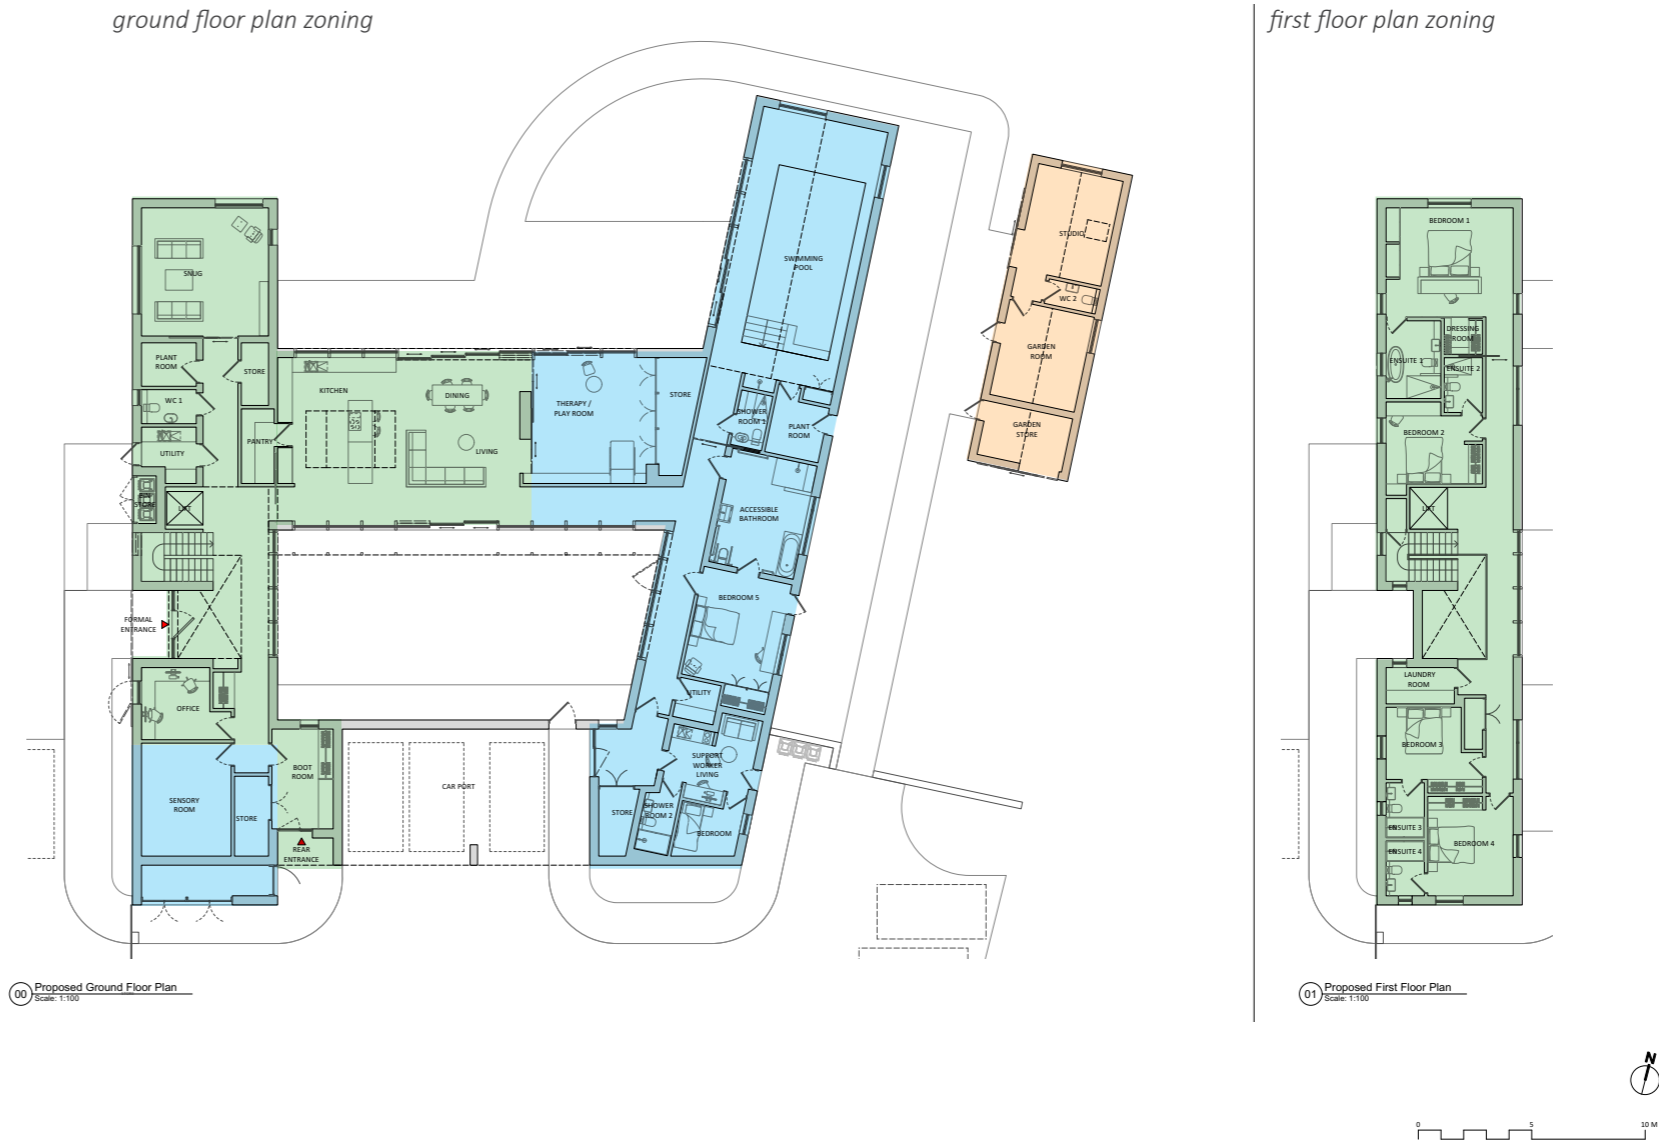 ground floor plan zoning
first floor plan zoning
SNUG
PLANT
ROOM
STORE
WC 1
PANTRY
UTILITY
BIN
STORE
LIFT
KITCHEN
DINING
LIVING
THERAPY /
PLAY ROOM
STORE
SWIMMING
POOL
SHOWER
ROOM 1
PLANT
ROOM
ACCESSIBLE
BATHROOM
BEDROOM 5
UTILITY
SUPPORT
WORKER
LIVING
SHOWER
ROOM 2
BEDROOM
STORE
FORMAL
ENTRANCE
OFFICE
SENSORY
ROOM
STORE
BOOT
ROOM
REAR
ENTRANCE
CAR PORT
STUDIO
WC 2
GARDEN
ROOM
GARDEN
STORE
BEDROOM 1
DRESSING
ROOM
ENSUITE 1
ENSUITE 2
BEDROOM 2
LIFT
LAUNDRY
ROOM
BEDROOM 3
ENSUITE 3
ENSUITE 4
BEDROOM 4
00
Proposed Ground Floor Plan
Scale: 1:100
01
Proposed First Floor Plan
Scale: 1:100
N
0 5 10 M